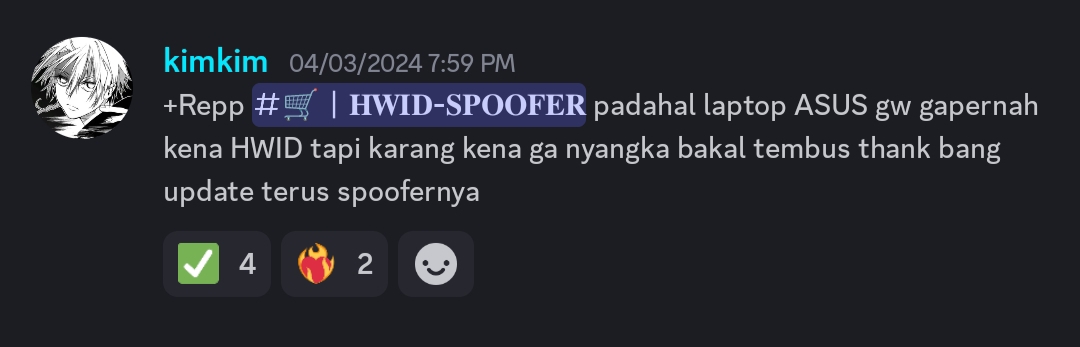 kimkim 04/03/2024 7:59 PM
+Repp #🛒 | HWID-SPOOFER padahal laptop ASUS gw gapernah
kena HWID tapi karang kena ga nyangka bakal tembus thank bang
update terus spoofernya
✅ 4 ❤️‍🔥 2